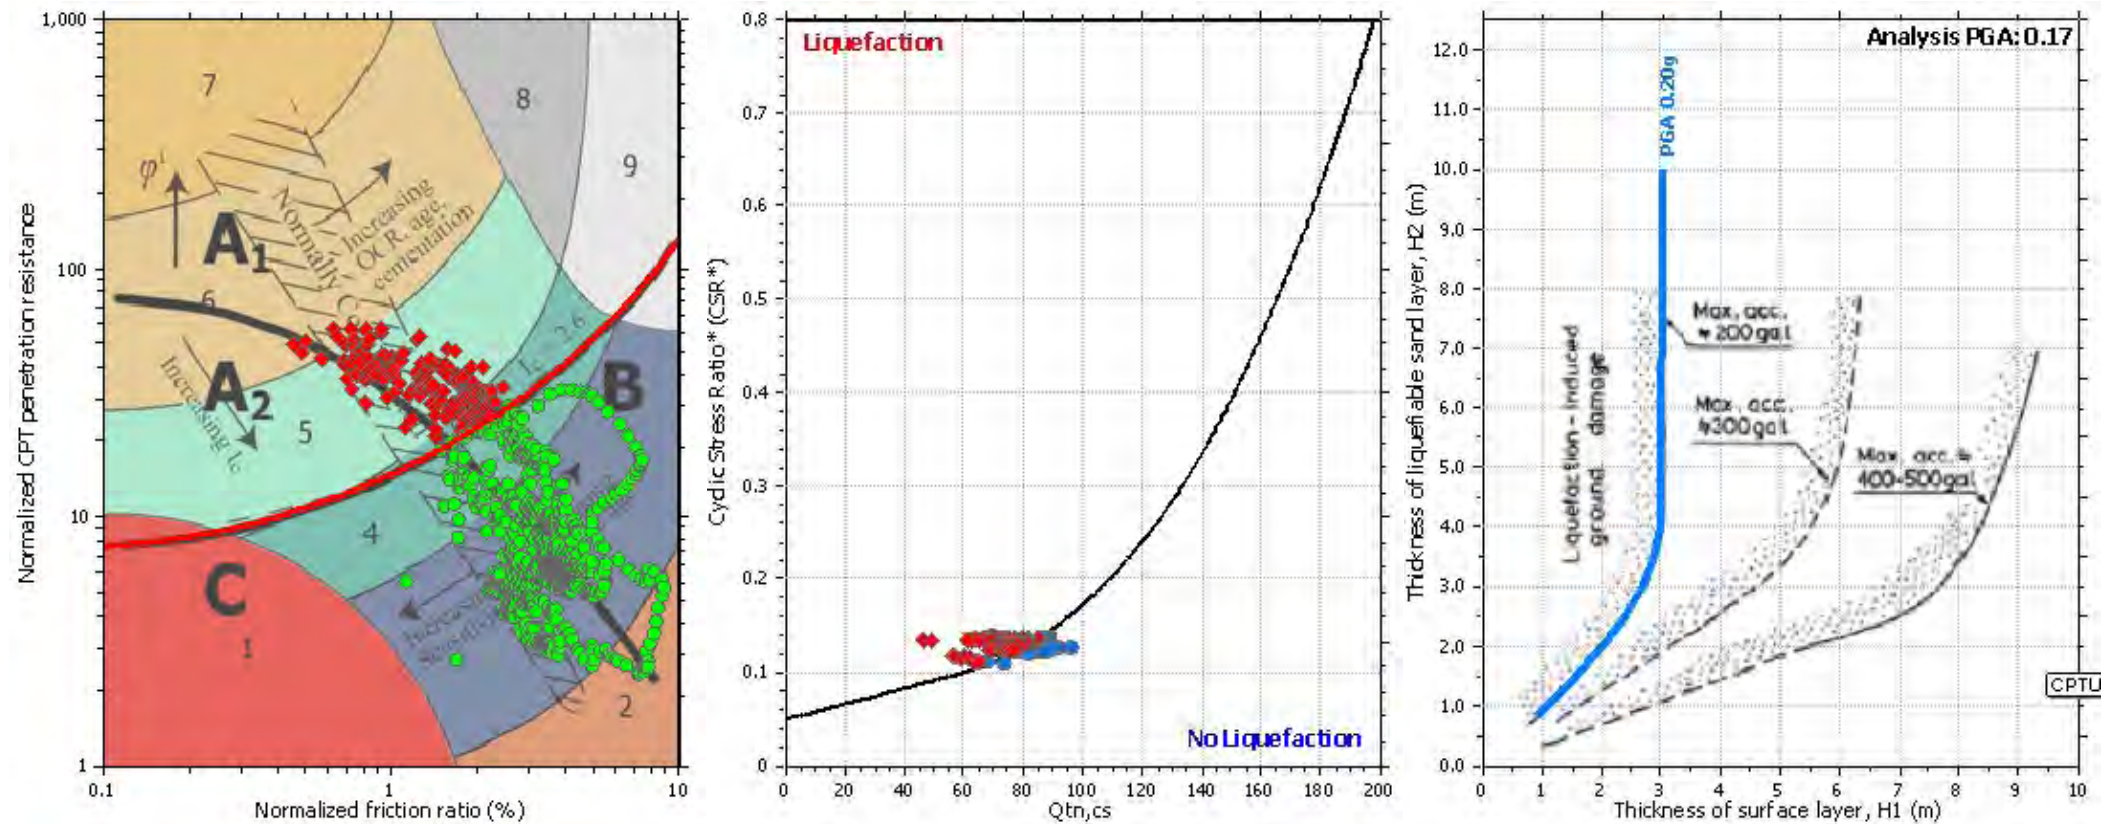 1,000
100
10
1
0.1
1
10
Normalized CPT penetration resistance
Normalized friction ratio (%)
7
8
9
φ'
Normally
Increasing
OCR, age,
cementation
A1
6
A2
Increasing Ic
5
Ic = 2.6
B
4
C
1
2
0.8
0.7
0.6
0.5
0.4
0.3
0.2
0.1
0
0
20
40
60
80
100
120
140
160
180
200
Cyclic Stress Ratio* (CSR*)
Qtn,cs
Liquefaction
No Liquefaction
Analysis PGA: 0.17
12.0
11.0
10.0
9.0
8.0
7.0
6.0
5.0
4.0
3.0
2.0
1.0
0.0
0
1
2
3
4
5
6
7
8
9
10
Thickness of liquefiable sand layer, H2 (m)
Thickness of surface layer, H1 (m)
PGA 0.20g
Liquefaction - induced
ground damage
Max. acc.
≒ 200 gal
Max. acc.
≒300gal
Max. acc. ≒
400-500gal
CPTU